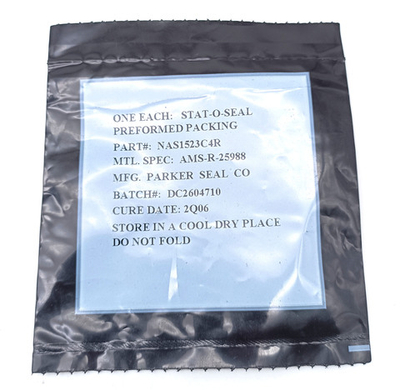 ONE EACH: STAT-O-SEAL
PREFORMED PACKING
PART#: NAS1523C4R
MTL. SPEC: AMS-R-25988
MFG. PARKER SEAL CO
BATCH#: DC2604710
CURE DATE: 2Q06
STORE IN A COOL DRY PLACE
DO NOT FOLD